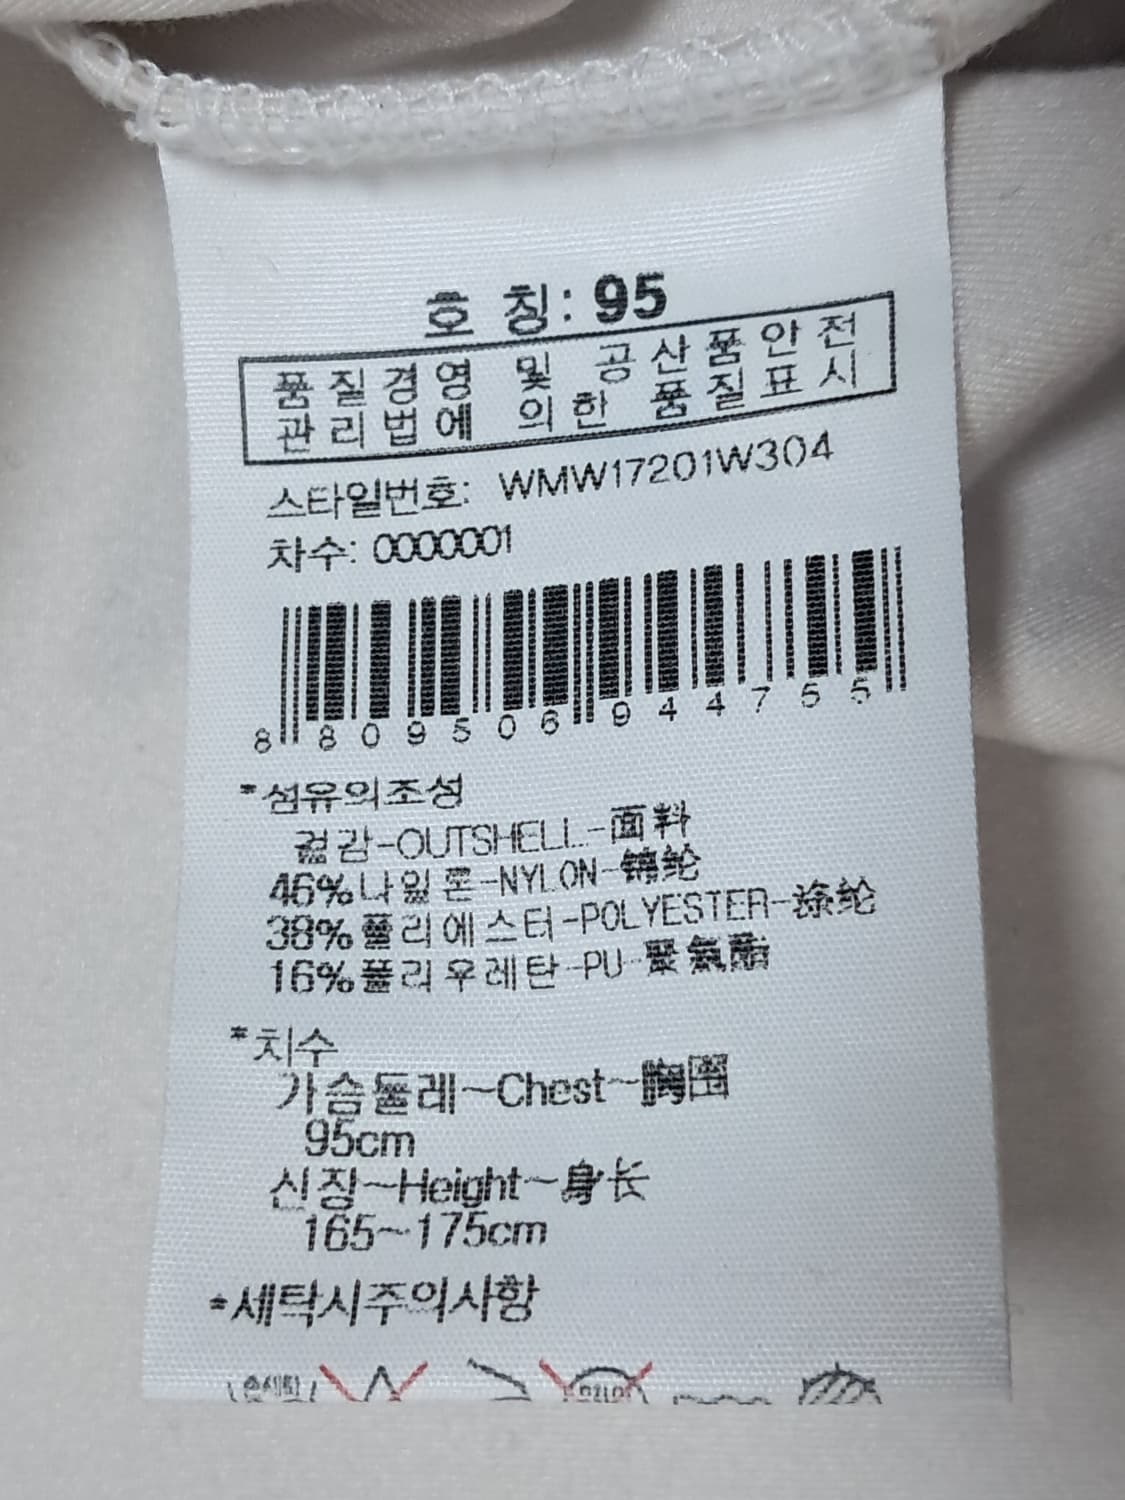 호 칭: 95
품질경영 및 공산품안전
관리법에 의한 품질표시
스타일번호: WMW17201W304
차수: 0000001
8 809506 944755
*섬유의조성
겉감-OUTSHELL-面料
46%나일론-NYLON-锦纶
38%폴리에스터-POLYESTER-涤纶
16%폴리우레탄-PU-聚氨酯
*치수
가슴둘레~Chest~胸围
95cm
신장~Height~身长
165~175cm
*세탁시주의사항
손세탁